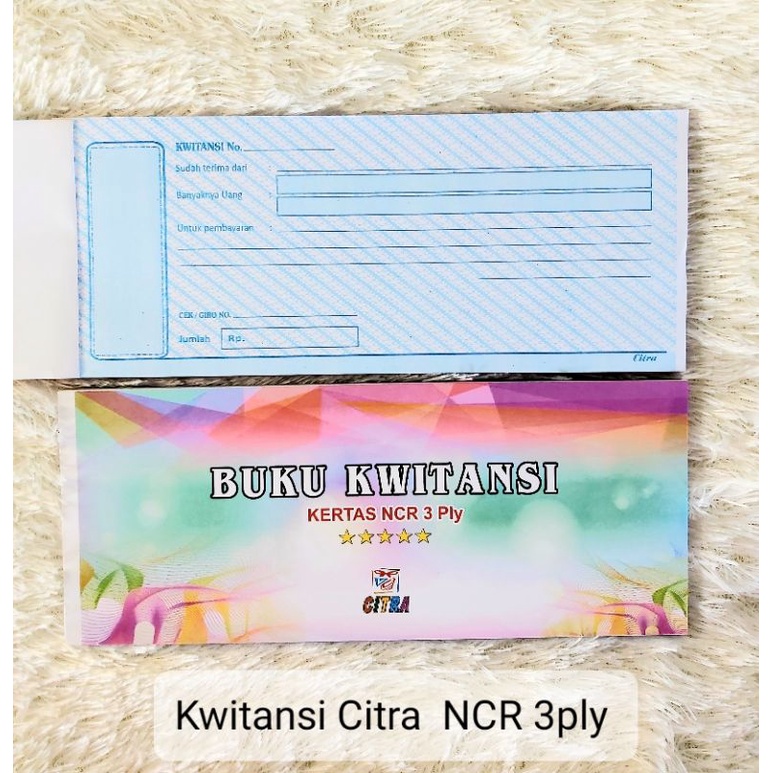 KWITANSI No.
Sudah terima dari :
Banyaknya Uang :
Untuk pembayaran :
CEK / GIRO NO.
Jumlah Rp.
Citra
BUKU KWITANSI
KERTAS NCR 3 Ply
CITRA
Kwitansi Citra NCR 3ply